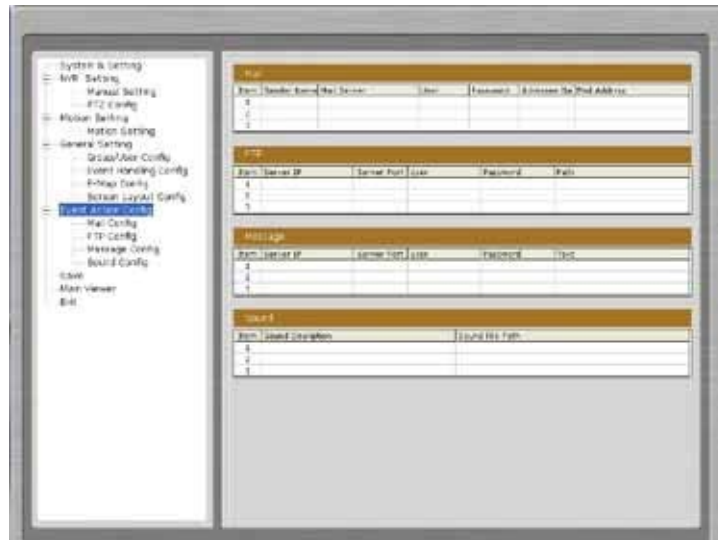 System & Setting
NVR Setting
Manual Setting
PTZ Config
Motion Setting
Motion Setting
General Setting
Group/User Config
Event Handling Config
E-Map Config
Screen Layout Config
Event Action Config
Mail Config
FTP Config
Message Config
Sound Config
Save
Main Viewer
Exit
Mail
Item Sender Name Mail Server User Password Mail Address
1
2
3
FTP
Item Server IP Server Port User Password Path
1
2
3
Message
Item Server IP Server Port User Password Text
1
2
3
Sound
Item Sound Sound File Path
1
2
3